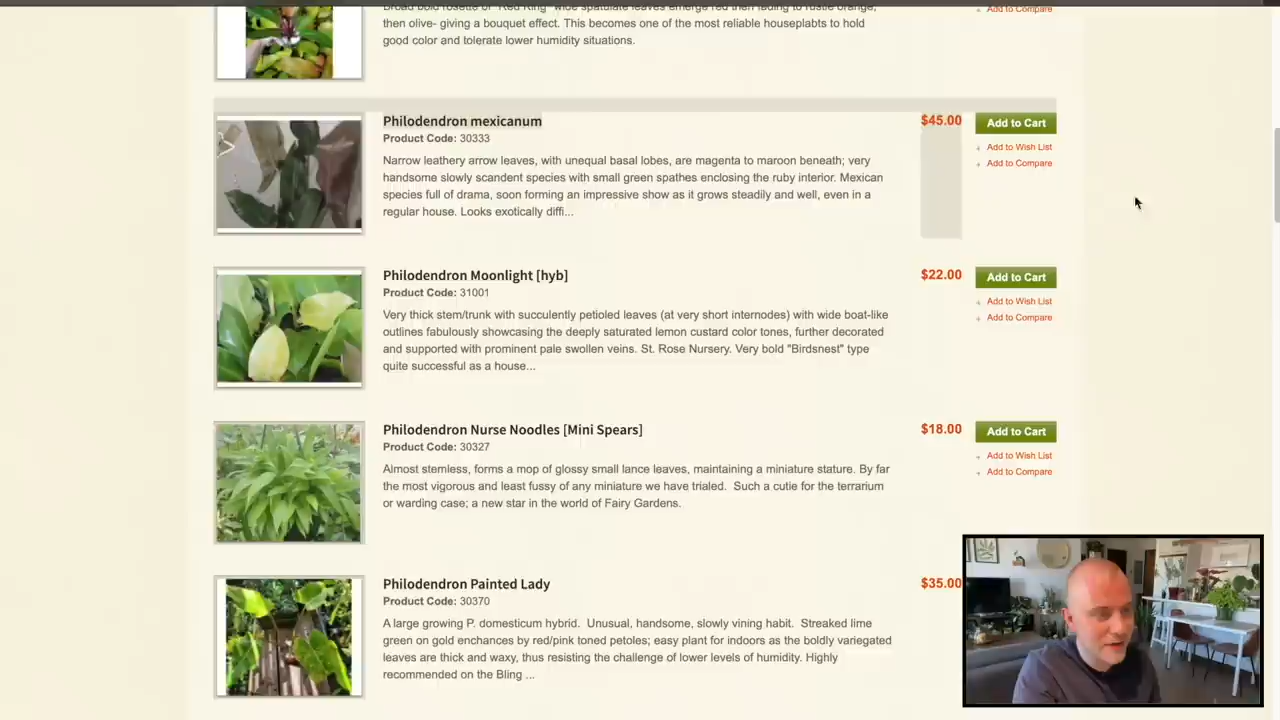 Broad bold rosette of "Red Ring" wide spatulate leaves emerge red then fading to rustic orange,
then olive- giving a bouquet effect. This becomes one of the most reliable houseplabts to hold
good color and tolerate lower humidity situations.
Add to Compare
Philodendron mexicanum
Product Code: 30333
Narrow leathery arrow leaves, with unequal basal lobes, are magenta to maroon beneath; very
handsome slowly scandent species with small green spathes enclosing the ruby interior. Mexican
species full of drama, soon forming an impressive show as it grows steadily and well, even in a
regular house. Looks exotically diffi...
$45.00
Add to Cart
Add to Wish List
Add to Compare
Philodendron Moonlight [hyb]
Product Code: 31001
Very thick stem/trunk with succulently petioled leaves (at very short internodes) with wide boat-like
outlines fabulously showcasing the deeply saturated lemon custard color tones, further decorated
and supported with prominent pale swollen veins. St. Rose Nursery. Very bold "Birdsnest" type
quite successful as a house...
$22.00
Add to Cart
Add to Wish List
Add to Compare
Philodendron Nurse Noodles [Mini Spears]
Product Code: 30327
Almost stemless, forms a mop of glossy small lance leaves, maintaining a miniature stature. By far
the most vigorous and least fussy of any miniature we have trialed. Such a cutie for the terrarium
or warding case; a new star in the world of Fairy Gardens.
$18.00
Add to Cart
Add to Wish List
Add to Compare
Philodendron Painted Lady
Product Code: 30370
A large growing P. domesticum hybrid. Unusual, handsome, slowly vining habit. Streaked lime
green on gold enchances by red/pink toned petoles; easy plant for indoors as the boldly variegated
leaves are thick and waxy, thus resisting the challenge of lower levels of humidity. Highly
recommended on the Bling ...
$35.00